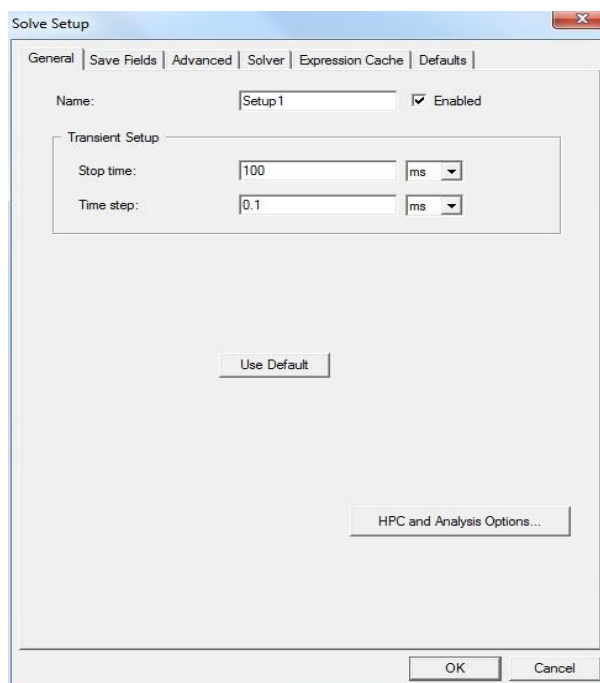 Solve Setup
General Save Fields Advanced Solver Expression Cache Defaults
Name: Setup1 Enabled
Transient Setup
Stop time: 100 ms
Time step: 0.1 ms
Use Default
HPC and Analysis Options...
OK Cancel